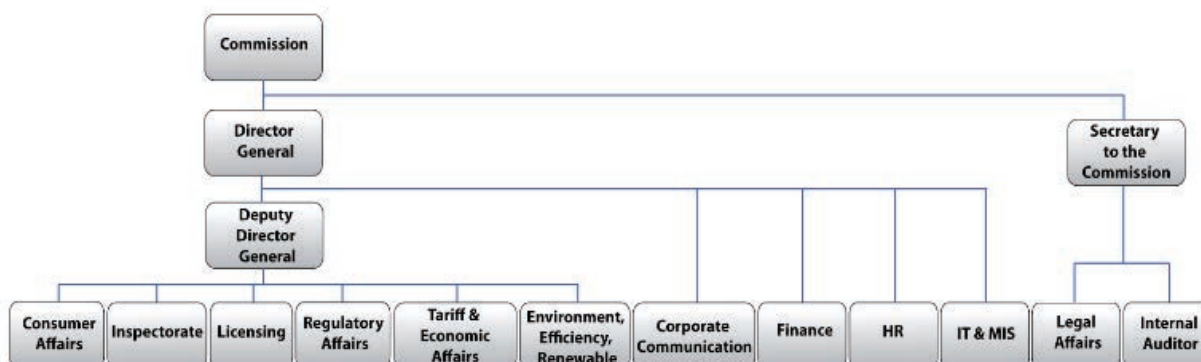 Commission
Director
General
Secretary
to the
Commission
Deputy
Director
General
Consumer
Affairs
Inspectorate
Licensing
Regulatory
Affairs
Tariff &
Economic
Affairs
Environment,
Efficiency,
Renewable
Corporate
Communication
Finance
HR
IT & MIS
Legal
Affairs
Internal
Auditor